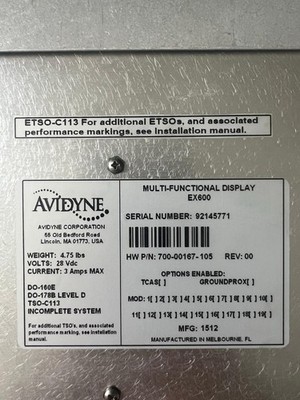 ETSO-C113 For additional ETSOs, and associated
performance markings, see Installation manual.
AVIDYNE
AVIDYNE CORPORATION
55 Old Bedford Road
Lincoln, MA 01773. USA
WEIGHT: 4.75 lbs
VOLTS: 28 Vdc
CURRENT: 3 Amps MAX
DO-160E
DO-178B LEVEL D
TSO-C113
INCOMPLETE SYSTEM
For additional TSO's, and associated
performance markings, see
installation manual.
MULTI-FUNCTIONAL DISPLAY
EX600
SERIAL NUMBER: 92145771
HW P/N: 700-00167-105 REV: 00
OPTIONS ENABLED:
TCAS[ ] GROUNDPROX[ ]
MOD: 1[ ] 2[ ] 3[ ] 4[ ] 5[ ] 6[ ] 7[ ] 8[ ] 9[ ] 10[ ]
11[ ] 12[ ] 13[ ] 14[ ] 15[ ] 16[ ] 17[ ] 18[ ] 19[ ]
MFG: 1512
MANUFACTURED IN MELBOURNE, FL